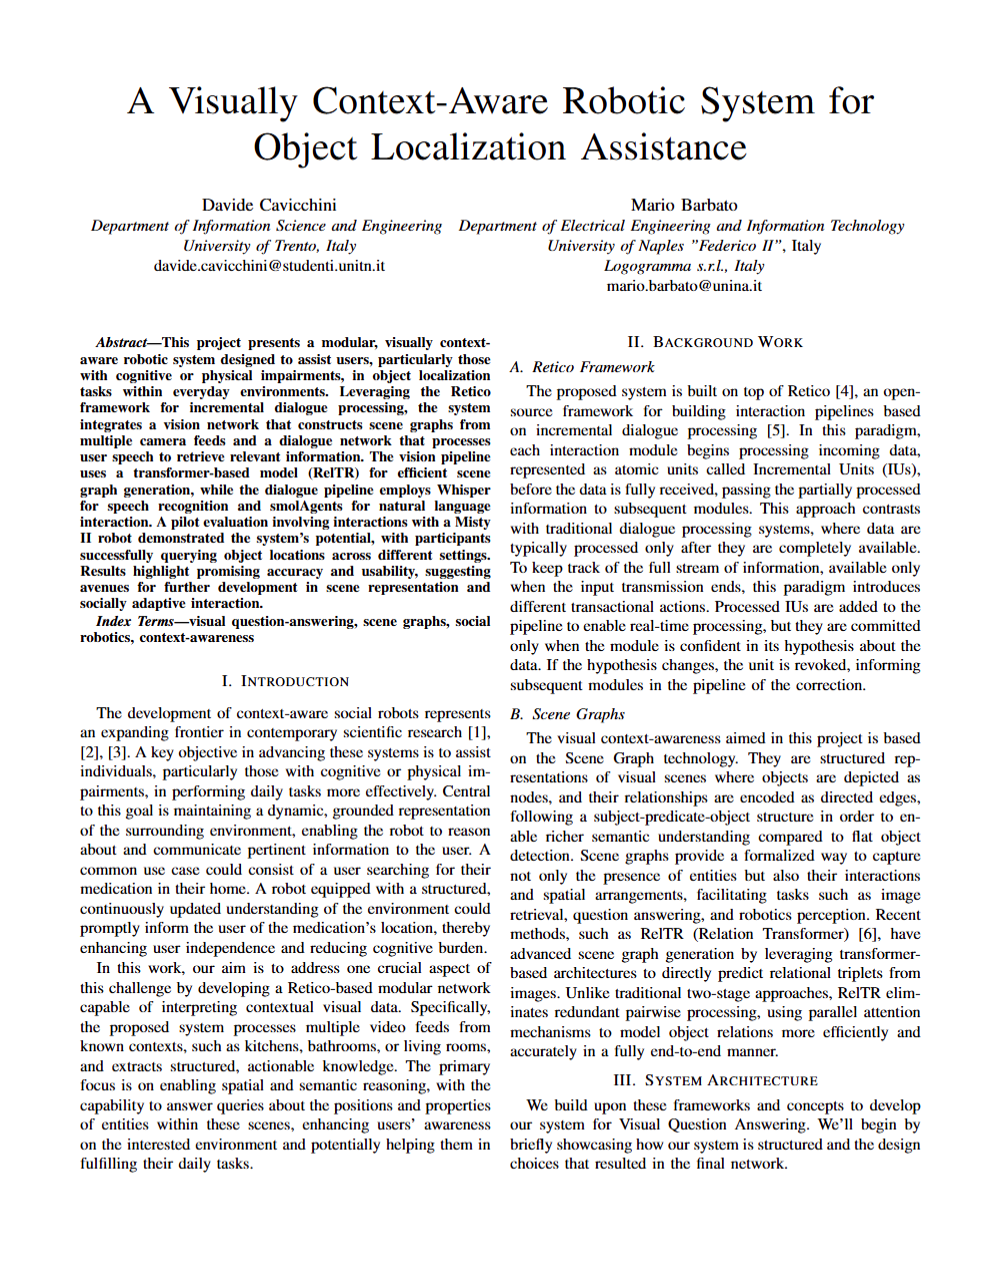 A Visually Context-Aware Robotic System for
Object Localization Assistance
Davide Cavicchini
Department of Information Science and Engineering
University of Trento, Italy
davide.cavicchini@studenti.unitn.it
Mario Barbato
Department of Electrical Engineering and Information Technology
University of Naples ”Federico II”, Italy
Logogramma s.r.l., Italy
mario.barbato@unina.it
Abstract—This project presents a modular, visually context-
aware robotic system designed to assist users, particularly those
with cognitive or physical impairments, in object localization
tasks within everyday environments. Leveraging the Retico
framework for incremental dialogue processing, the system
integrates a vision network that constructs scene graphs from
multiple camera feeds and a dialogue network that processes
user speech to retrieve relevant information. The vision pipeline
uses a transformer-based model (RelTR) for efficient scene
graph generation, while the dialogue pipeline employs Whisper
for speech recognition and smolAgents for natural language
interaction. A pilot evaluation involving interactions with a Misty
II robot demonstrated the system’s potential, with participants
successfully querying object locations across different settings.
Results highlight promising accuracy and usability, suggesting
avenues for further development in scene representation and
socially adaptive interaction.
Index Terms—visual question-answering, scene graphs, social
robotics, context-awareness
I. INTRODUCTION
The development of context-aware social robots represents
an expanding frontier in contemporary scientific research [1],
[2], [3]. A key objective in advancing these systems is to assist
individuals, particularly those with cognitive or physical im-
pairments, in performing daily tasks more effectively. Central
to this goal is maintaining a dynamic, grounded representation
of the surrounding environment, enabling the robot to reason
about and communicate pertinent information to the user. A
common use case could consist of a user searching for their
medication in their home. A robot equipped with a structured,
continuously updated understanding of the environment could
promptly inform the user of the medication’s location, thereby
enhancing user independence and reducing cognitive burden.
In this work, our aim is to address one crucial aspect of
this challenge by developing a Retico-based modular network
capable of interpreting contextual visual data. Specifically,
the proposed system processes multiple video feeds from
known contexts, such as kitchens, bathrooms, or living rooms,
and extracts structured, actionable knowledge. The primary
focus is on enabling spatial and semantic reasoning, with the
capability to answer queries about the positions and properties
of entities within these scenes, enhancing users’ awareness
on the interested environment and potentially helping them in
fulfilling their daily tasks.
II. BACKGROUND WORK
A. Retico Framework
The proposed system is built on top of Retico [4], an open-
source framework for building interaction pipelines based
on incremental dialogue processing [5]. In this paradigm,
each interaction module begins processing incoming data,
represented as atomic units called Incremental Units (IUs),
before the data is fully received, passing the partially processed
information to subsequent modules. This approach contrasts
with traditional dialogue processing systems, where data are
typically processed only after they are completely available.
To keep track of the full stream of information, available only
when the input transmission ends, this paradigm introduces
different transactional actions. Processed IUs are added to the
pipeline to enable real-time processing, but they are committed
only when the module is confident in its hypothesis about the
data. If the hypothesis changes, the unit is revoked, informing
subsequent modules in the pipeline of the correction.
B. Scene Graphs
The visual context-awareness aimed in this project is based
on the Scene Graph technology. They are structured rep-
resentations of visual scenes where objects are depicted as
nodes, and their relationships are encoded as directed edges,
following a subject-predicate-object structure in order to en-
able richer semantic understanding compared to flat object
detection. Scene graphs provide a formalized way to capture
not only the presence of entities but also their interactions
and spatial arrangements, facilitating tasks such as image
retrieval, question answering, and robotics perception. Recent
methods, such as RelTR (Relation Transformer) [6], have
advanced scene graph generation by leveraging transformer-
based architectures to directly predict relational triplets from
images. Unlike traditional two-stage approaches, RelTR elim-
inates redundant pairwise processing, using parallel attention
mechanisms to model object relations more efficiently and
accurately in a fully end-to-end manner.
III. SYSTEM ARCHITECTURE
We build upon these frameworks and concepts to develop
our system for Visual Question Answering. We’ll begin by
briefly showcasing how our system is structured and the design
choices that resulted in the final network.